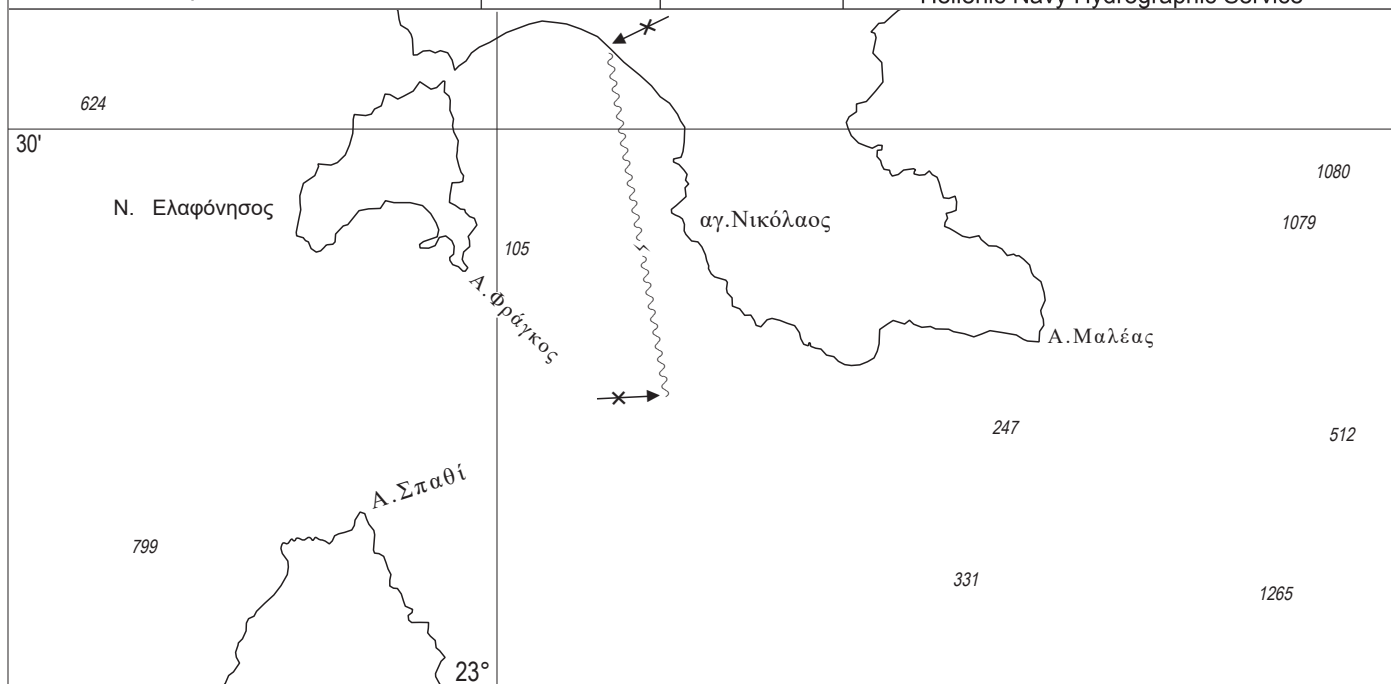 Hellenic Navy Hydrographic Service
624
30'
1080
Ν. Ελαφόνησος
αγ.Νικόλαος
1079
105
Α.Φράγκος
Α.Μαλέας
247
512
Α.Σπαθί
799
331
1265
23°